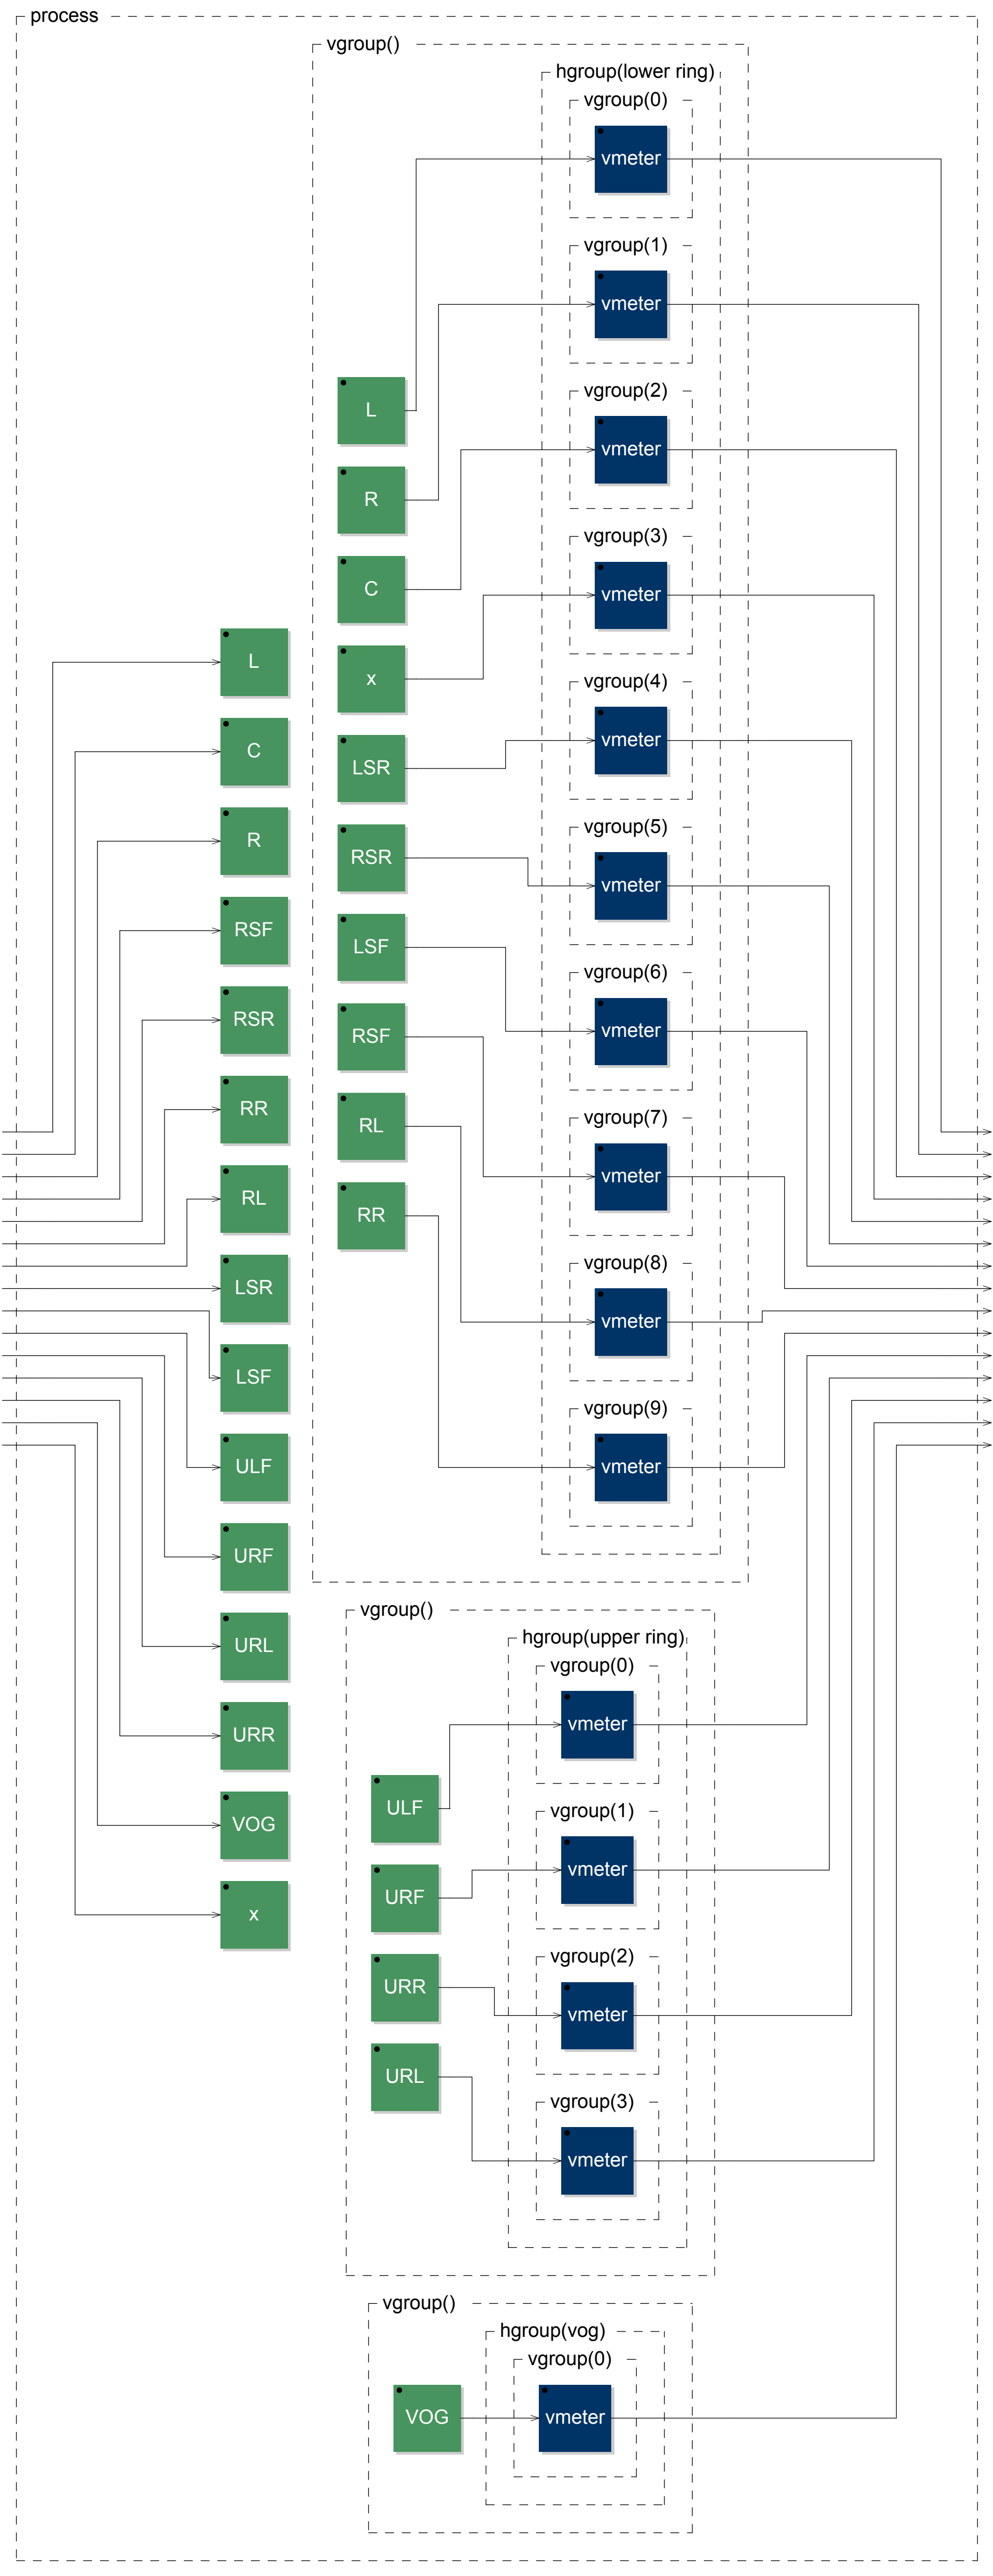 process
vgroup()
hgroup(lower ring)
vgroup(0)
vmeter
vgroup(1)
vmeter
L
vgroup(2)
vmeter
R
vgroup(3)
C
vmeter
L
x
vgroup(4)
C
LSR
vmeter
R
vgroup(5)
RSR
vmeter
RSF
LSF
vgroup(6)
RSR
RSF
vmeter
RR
RL
vgroup(7)
vmeter
RL
RR
vgroup(8)
LSR
vmeter
LSF
vgroup(9)
ULF
vmeter
URF
vgroup()
URL
hgroup(upper ring)
vgroup(0)
URR
vmeter
VOG
ULF
vgroup(1)
vmeter
x
URF
vgroup(2)
URR
vmeter
URL
vgroup(3)
vmeter
vgroup()
hgroup(vog)
vgroup(0)
VOG
vmeter